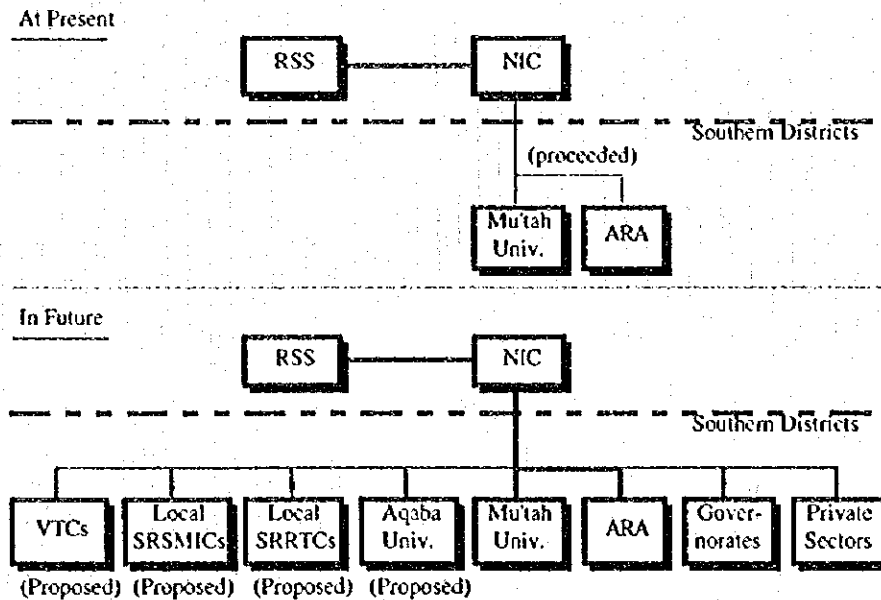 At Present
RSS
NIC
Southern Districts
(proceeded)
Mu'tah
Univ.
ARA
In Future
RSS
NIC
Southern Districts
VTCs
(Proposed)
Local
SRSMICs
(Proposed)
Local
SRRTCs
(Proposed)
Aqaba
Univ.
(Proposed)
Mu'tah
Univ.
ARA
Gover-
norates
Private
Sectors